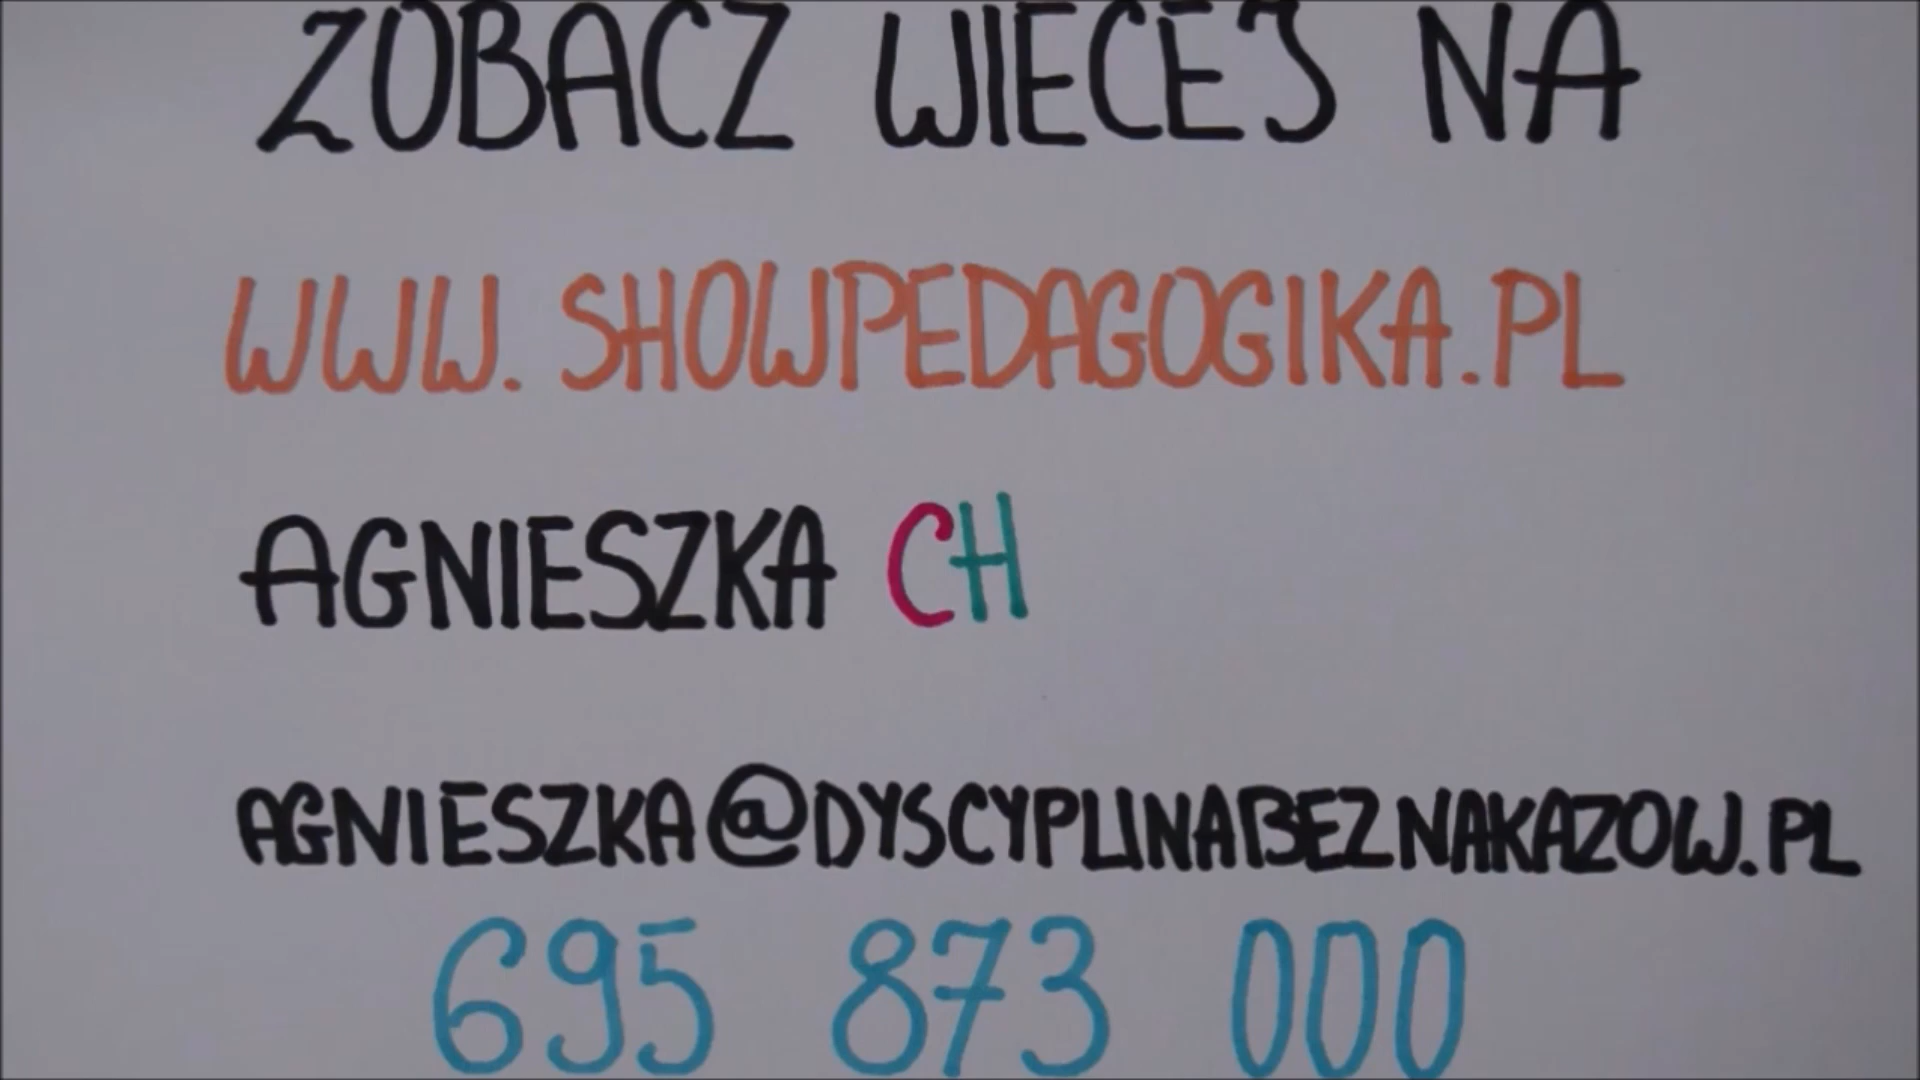 ZOBACZ WIECEJ NA
WWW.SHOWPEDAGOGIKA.PL
AGNIESZKA CH
AGNIESZKA@DYSCYPLINABEZNAKAZOW.PL
695 873 000